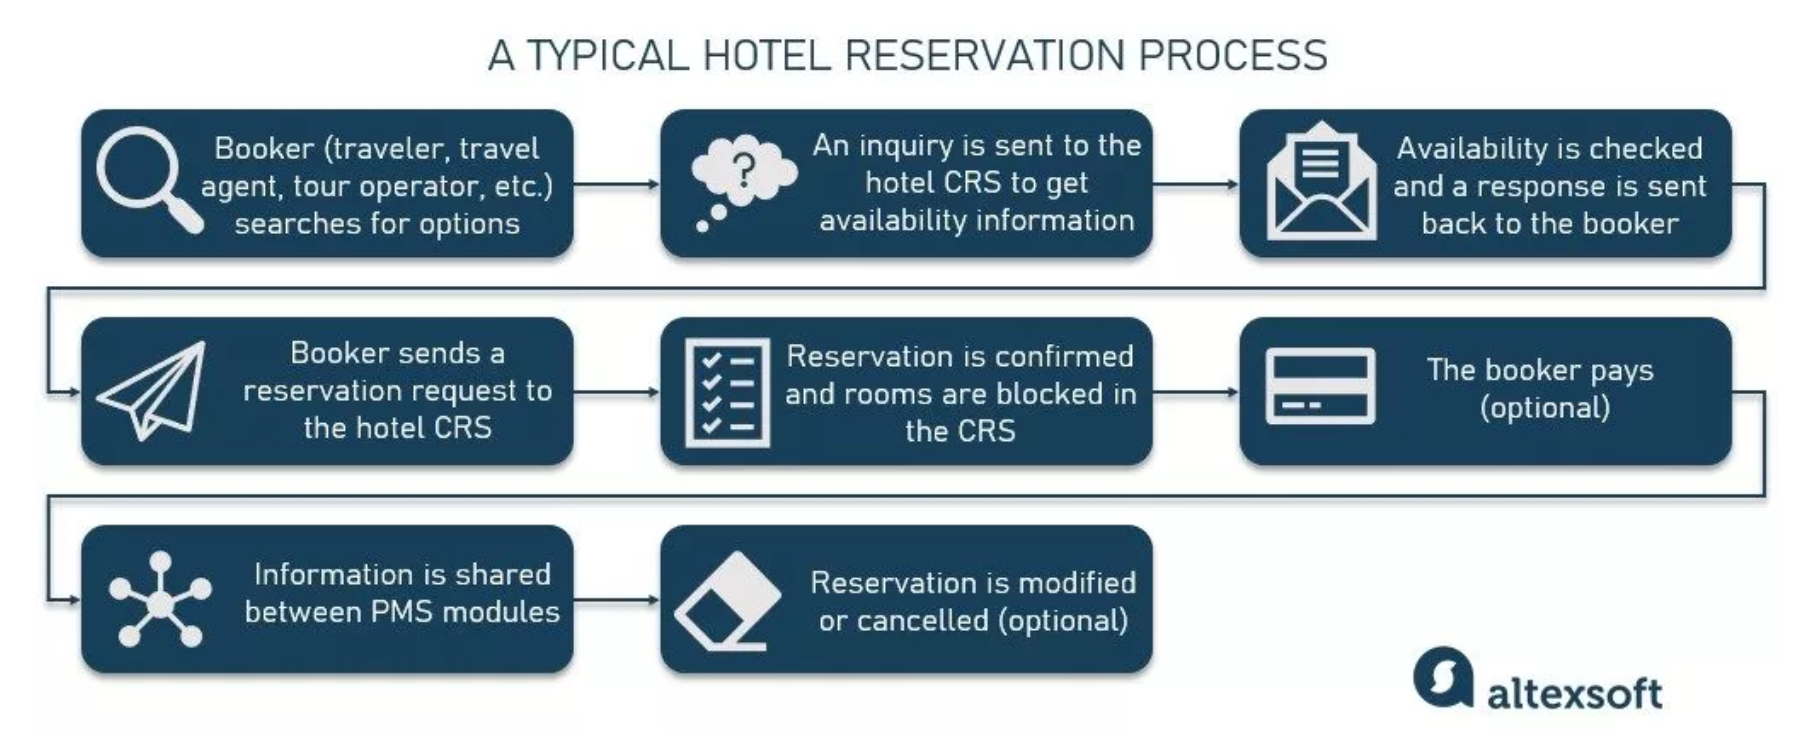 A TYPICAL HOTEL RESERVATION PROCESS
Booker (traveler, travel
agent, tour operator, etc.)
searches for options
?
An inquiry is sent to the
hotel CRS to get
availability information
Availability is checked
and a response is sent
back to the booker
Booker sends a
reservation request to
the hotel CRS
Reservation is confirmed
and rooms are blocked in
the CRS
The booker pays
(optional)
Information is shared
between PMS modules
Reservation is modified
or cancelled (optional)
altexsoft